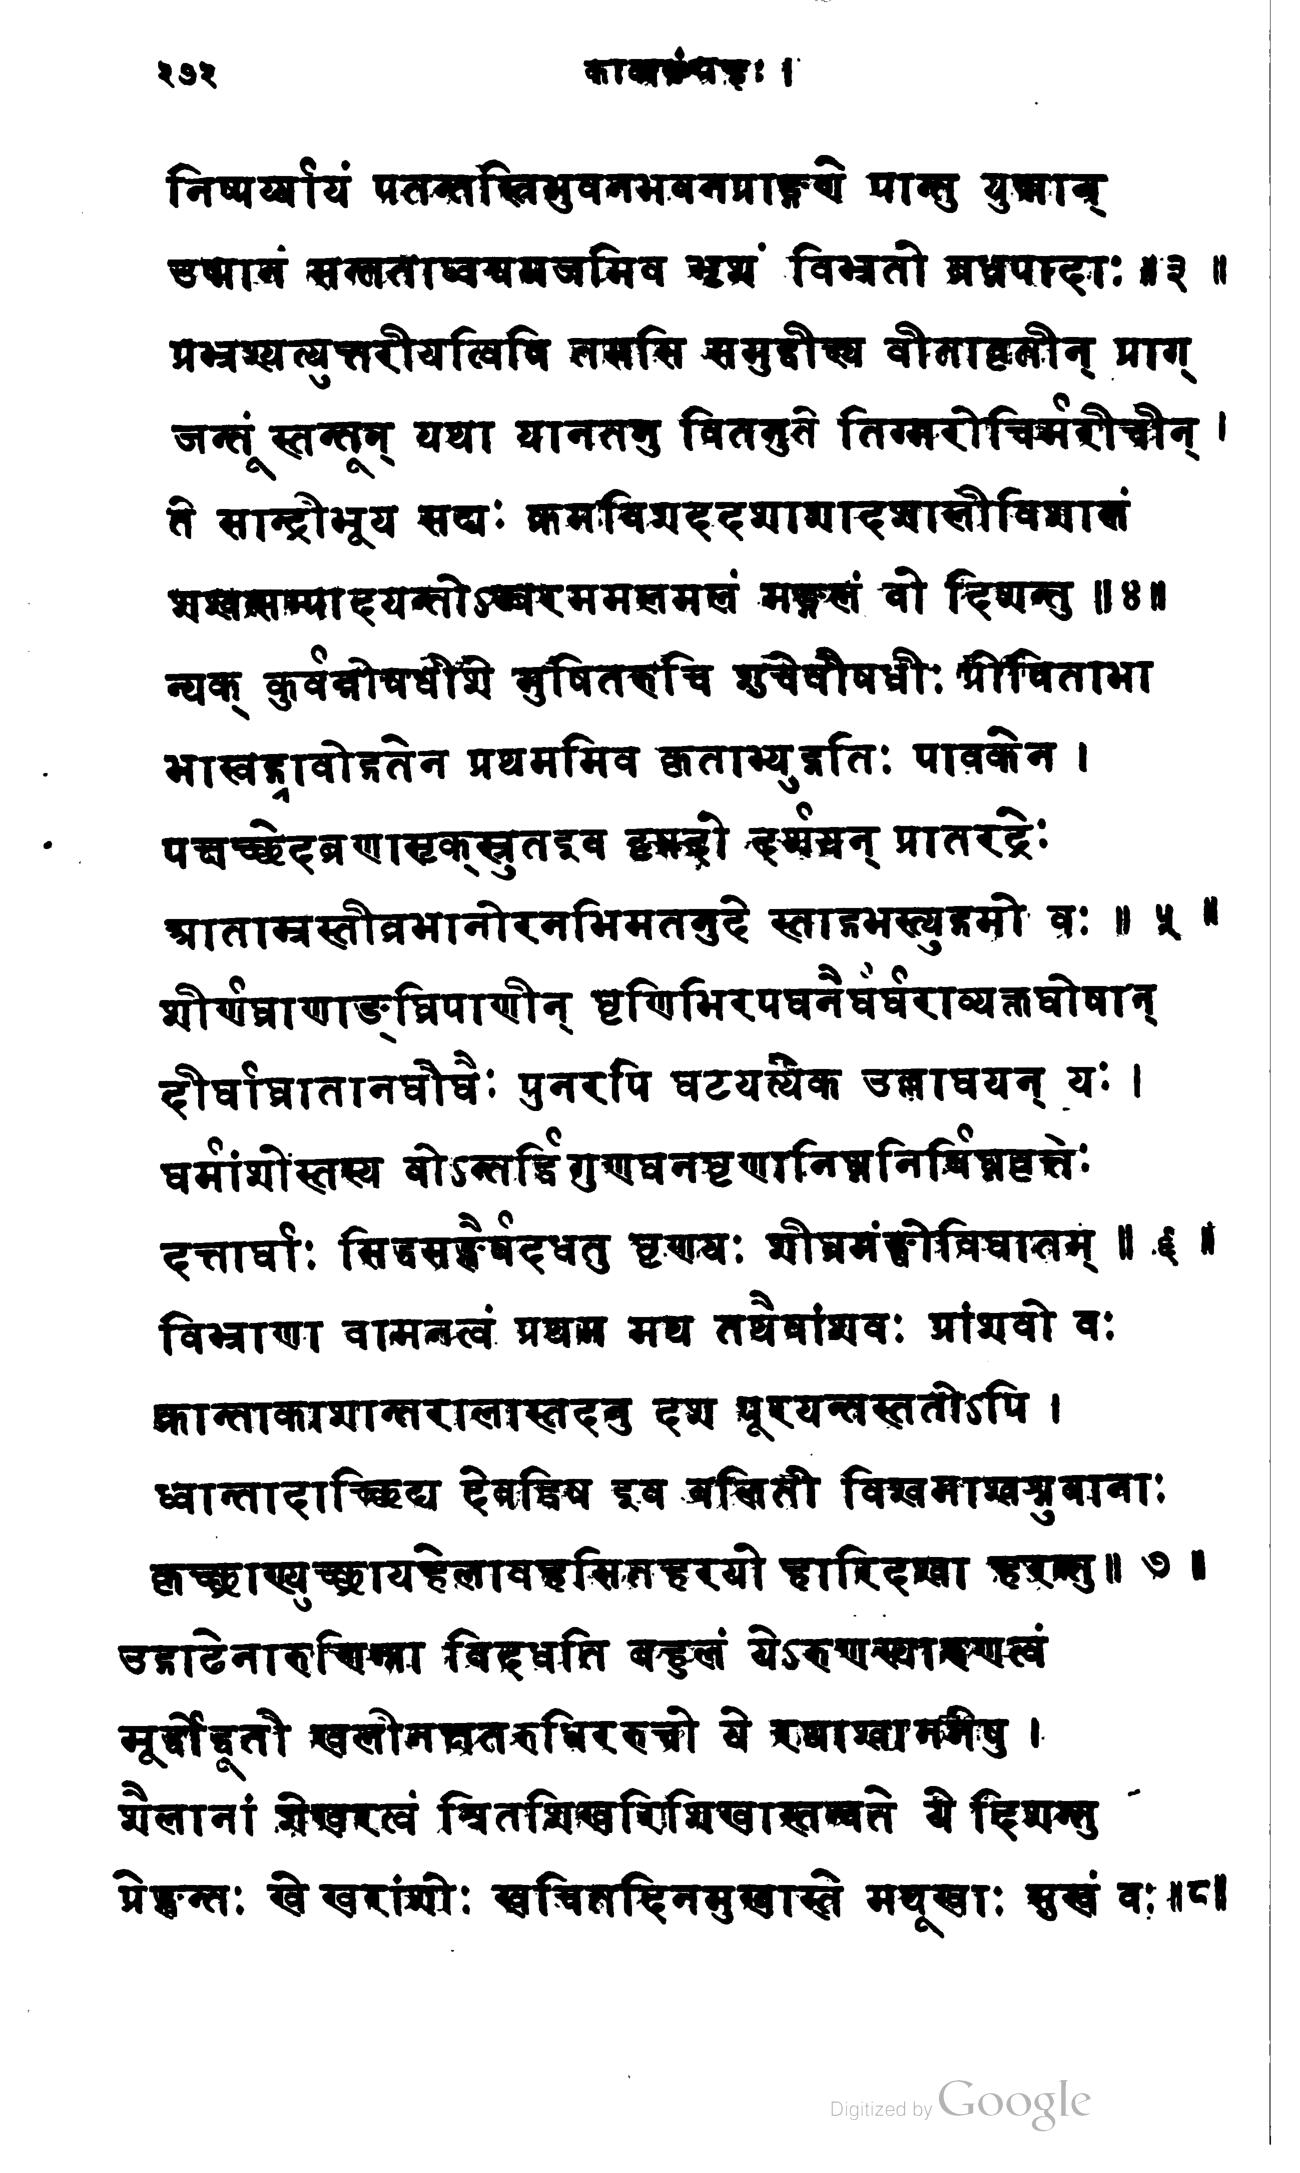 २७२ काव्यसंग्रहः ।
निष्पर्य्यायं पतन्तस्त्रिभुवनभवनप्राङ्गणे पान्तु युष्मान्
उष्माणं सन्तताध्वश्रमजमिव भृशं विभ्रतो ब्रध्नपादाः ॥ ३ ॥
प्रभ्रश्यत्युत्तरीयत्विषि तमसि समुद्वीक्ष्य वीतावृतीन् प्राग्
जन्तूं स्तन्तून् यथा यानतनु वितनुते तिग्मरोचिर्मरीचीन् ।
ते सान्द्रीभूय सद्यः क्रमविशददशाशादशालीविशालं
शश्वत्सम्पादयन्तोऽम्बरममलमलं मङ्गलं वो दिशन्तु ॥ ४ ॥
न्यक् कुर्वन्नोषधीशे मुषितरुचि शुचेवौषधीः प्रोषिताभा
भास्वद्ग्रावोद्गतेन प्रथममिव कृताभ्युद्गतिः पावकेन ।
पक्षच्छेदव्रणासृक्स्रुतद्रव दृषदो दर्शयन् प्रातरद्रेः
आताम्रस्तीव्रभानोरनभिमतनुदे स्ताद्गभस्त्युद्गमो वः ॥ ५ ॥
शीर्णघ्राणाङ्घ्रिपाणीन् घृणिभिरपघनैर्घर्घराव्यक्तघोषान्
दीर्घाघ्रातानघौघैः पुनरपि घटयत्येक उल्लाघयन् यः ।
घर्मांशोस्तस्य वोऽन्तर्द्विगुणघनघृणानिघ्ननिर्विघ्नवृत्तेः
दत्तार्घाः सिद्धसङ्घैर्वदधतु घृणयः शीघ्रमंङ्घोविघातम् ॥ ६ ॥
विभ्राणा वामनत्वं प्रथम मथ तथैवांशवः प्रांशवो वः
क्रान्ताकाशान्तरालास्तदनु दश पूरयन्तस्ततोऽपि ।
ध्वान्तादाच्छिद्य देवद्विष इव बलितो विश्वमाश्वश्नुवानाः
कृच्छ्राण्युच्छ्रायहेलावहसितहरयो हारिदश्वा हरन्तु ॥ ७ ॥
उद्गाढेनारुणिम्ना विदधति बहुलं येऽरुणस्यारुणत्वं
मूर्द्धोद्धूतौ खलीनक्षतरुधिररुचो ये रथाश्वाननेषु ।
शैलानां शेखरत्वं श्रितशिखरिशिखास्तन्वते ये दिशन्तु
प्रेङ्खन्तः खे खरांशोः खचितदिनमुखास्ते मयूखाः सुखं वः ॥ ८ ॥
Digitized by Google